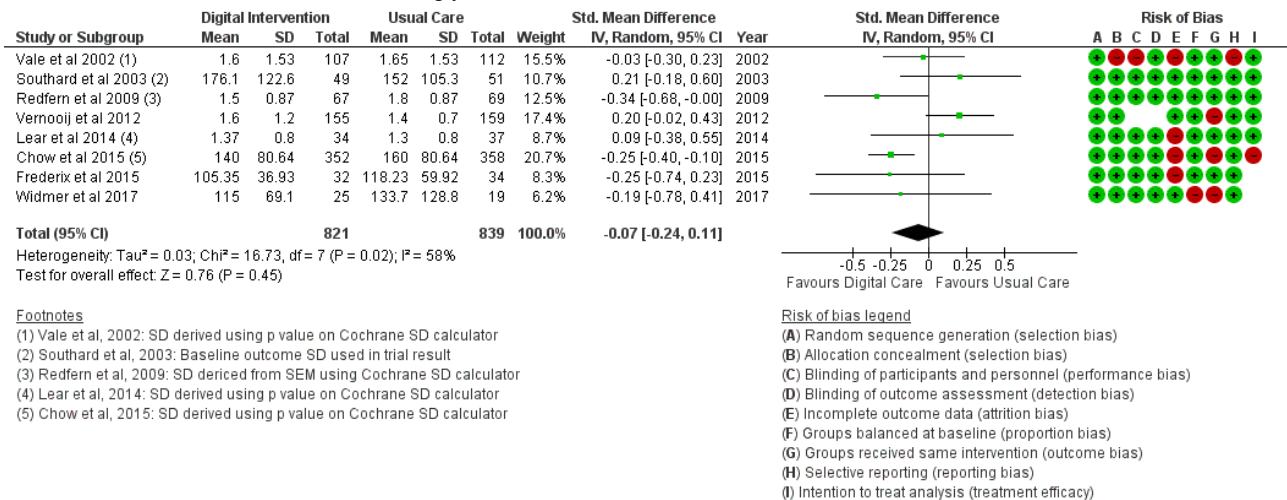 Digital Intervention Usual Care Std. Mean Difference Std. Mean Difference Risk of Bias
Study or Subgroup Mean SD Total Mean SD Total Weight IV, Random, 95% CI Year IV, Random, 95% CI A B C D E F G H I
Vale et al 2002 (1) 1.6 1.53 107 1.65 1.53 112 15.5% -0.03 [-0.30, 0.23] 2002
Southard et al 2003 (2) 176.1 122.6 49 152 105.3 51 10.7% 0.21 [-0.18, 0.60] 2003
Redfern et al 2009 (3) 1.5 0.87 67 1.8 0.87 69 12.5% -0.34 [-0.68, -0.00] 2009
Vernooij et al 2012 1.6 1.2 155 1.4 0.7 159 17.4% 0.20 [-0.02, 0.43] 2012
Lear et al 2014 (4) 1.37 0.8 34 1.3 0.8 37 8.7% 0.09 [-0.38, 0.55] 2014
Chow et al 2015 (5) 140 80.64 352 160 80.64 358 20.7% -0.25 [-0.40, -0.10] 2015
Frederix et al 2015 105.35 36.93 32 118.23 59.92 34 8.3% -0.25 [-0.74, 0.23] 2015
Widmer et al 2017 115 69.1 25 133.7 128.8 19 6.2% -0.19 [-0.78, 0.41] 2017
Total (95% CI) 821 839 100.0% -0.07 [-0.24, 0.11]
Heterogeneity: Tau² = 0.03; Chi² = 16.73, df = 7 (P = 0.02); I² = 58%
Test for overall effect: Z = 0.76 (P = 0.45)
-0.5 -0.25 0 0.25 0.5
Favours Digital Care Favours Usual Care
Footnotes
(1) Vale et al, 2002: SD derived using p value on Cochrane SD calculator
(2) Southard et al, 2003: Baseline outcome SD used in trial result
(3) Redfern et al, 2009: SD dericed from SEM using Cochrane SD calculator
(4) Lear et al, 2014: SD derived using p value on Cochrane SD calculator
(5) Chow et al, 2015: SD derived using p value on Cochrane SD calculator
Risk of bias legend
(A) Random sequence generation (selection bias)
(B) Allocation concealment (selection bias)
(C) Blinding of participants and personnel (performance bias)
(D) Blinding of outcome assessment (detection bias)
(E) Incomplete outcome data (attrition bias)
(F) Groups balanced at baseline (proportion bias)
(G) Groups received same intervention (outcome bias)
(H) Selective reporting (reporting bias)
(I) Intention to treat analysis (treatment efficacy)